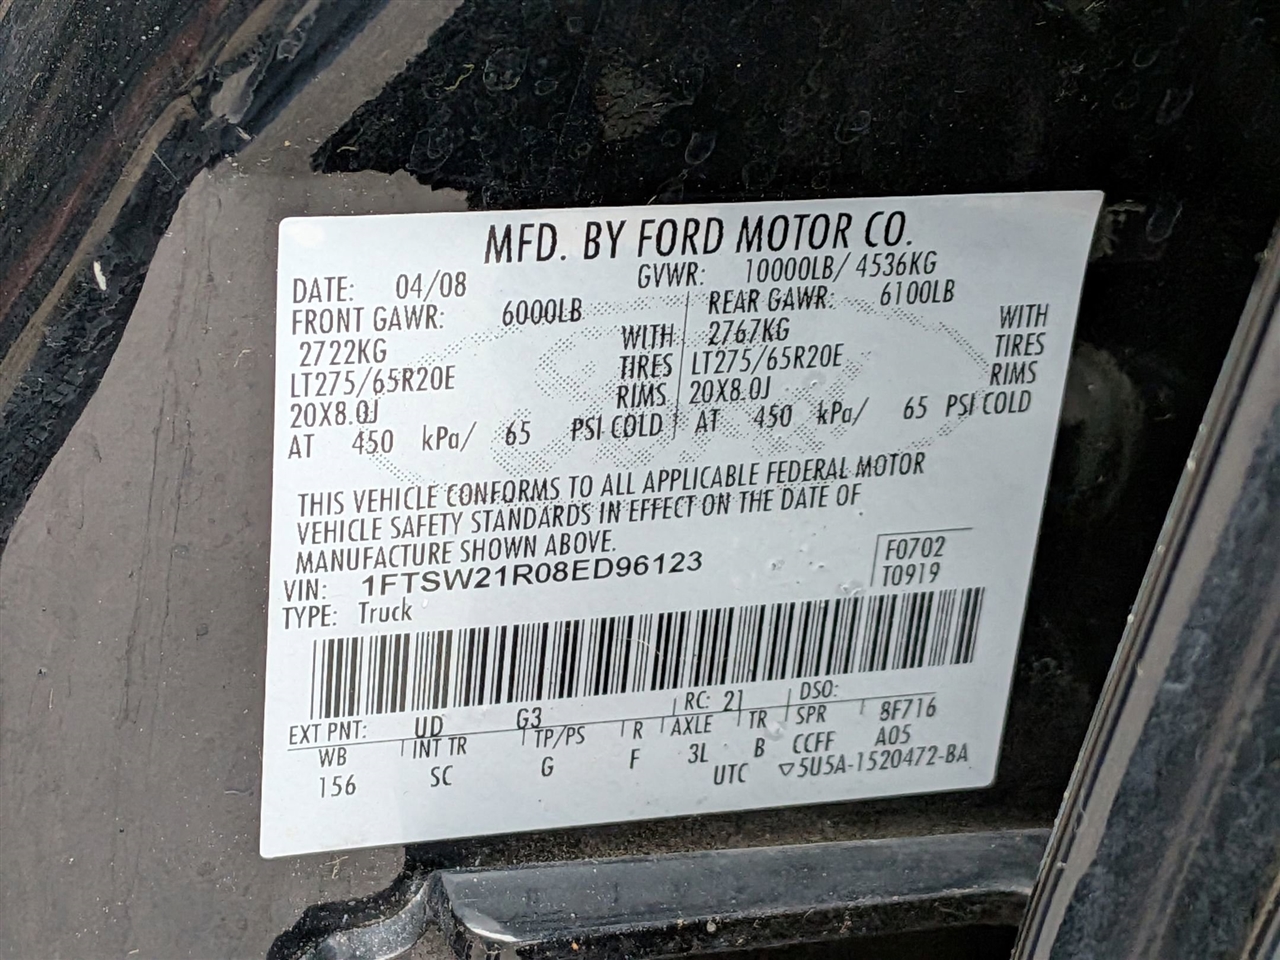 MFD. BY FORD MOTOR CO.
DATE: 04/08 GVWR: 10000LB/ 4536KG
FRONT GAWR: 6000LB REAR GAWR: 6100LB
2722KG WITH 2767KG WITH
LT275/65R20E TIRES LT275/65R20E TIRES
20X8.0J RIMS 20X8.0J RIMS
AT 450 kPa/ 65 PSI COLD AT 450 kPa/ 65 PSI COLD
THIS VEHICLE CONFORMS TO ALL APPLICABLE FEDERAL MOTOR
VEHICLE SAFETY STANDARDS IN EFFECT ON THE DATE OF
MANUFACTURE SHOWN ABOVE.
VIN: 1FTSW21R08ED96123 F0702
TYPE: Truck T0919
EXT PNT: UD G3 RC: 21 DSO:
WB INT TR TP/PS R AXLE TR SPR 8F716
156 SC G F 3L B CCFF A05
UTC ▽5U5A-1520472-BA